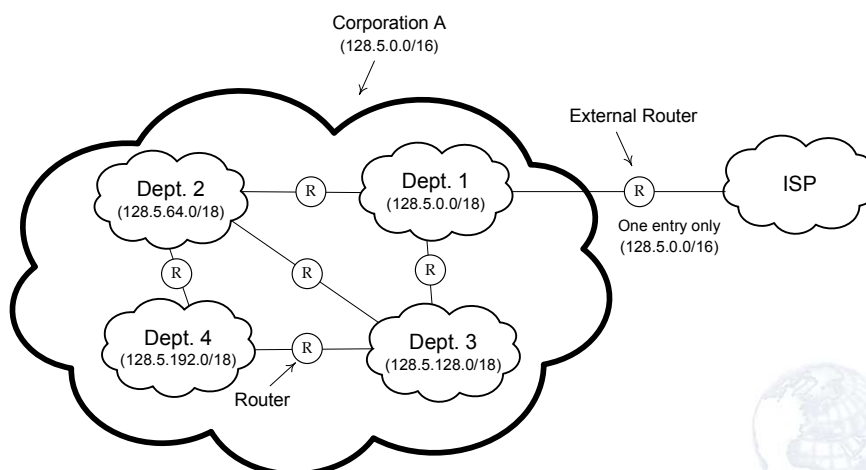 Corporation A
(128.5.0.0/16)
External Router
Dept. 2
(128.5.64.0/18)
R
Dept. 1
(128.5.0.0/18)
R
ISP
One entry only
(128.5.0.0/16)
R
R
R
Dept. 4
(128.5.192.0/18)
R
Dept. 3
(128.5.128.0/18)
Router